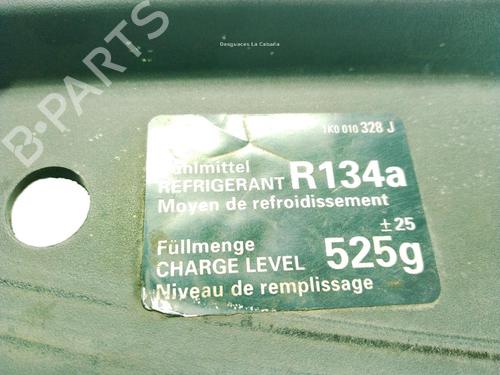 Desguaces La Cabaña
B-PARTS
1K0 010 328 J
REFRIGERANT R134a
Moyen de refroidissement
± 25
Füllmenge
CHARGE LEVEL 525g
Niveau de remplissage